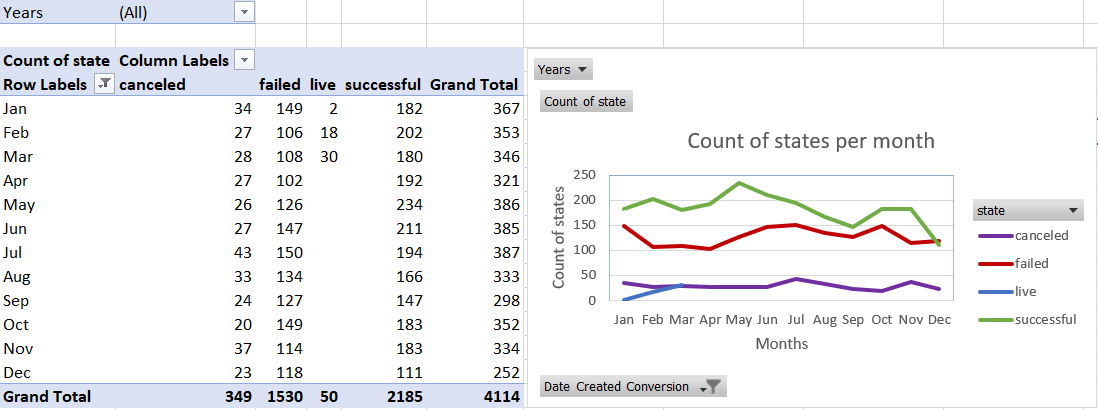 Years (All)
Count of state Column Labels
Row Labels canceled failed live successful Grand Total
Jan 34 149 2 182 367
Feb 27 106 18 202 353
Mar 28 108 30 180 346
Apr 27 102 192 321
May 26 126 234 386
Jun 27 147 211 385
Jul 43 150 194 387
Aug 33 134 166 333
Sep 24 127 147 298
Oct 20 149 183 352
Nov 37 114 183 334
Dec 23 118 111 252
Grand Total 349 1530 50 2185 4114
Years
Count of state
Count of states per month
Count of states
250
200
150
100
50
0
Jan Feb Mar Apr May Jun Jul Aug Sep Oct Nov Dec
Months
state
canceled
failed
live
successful
Date Created Conversion